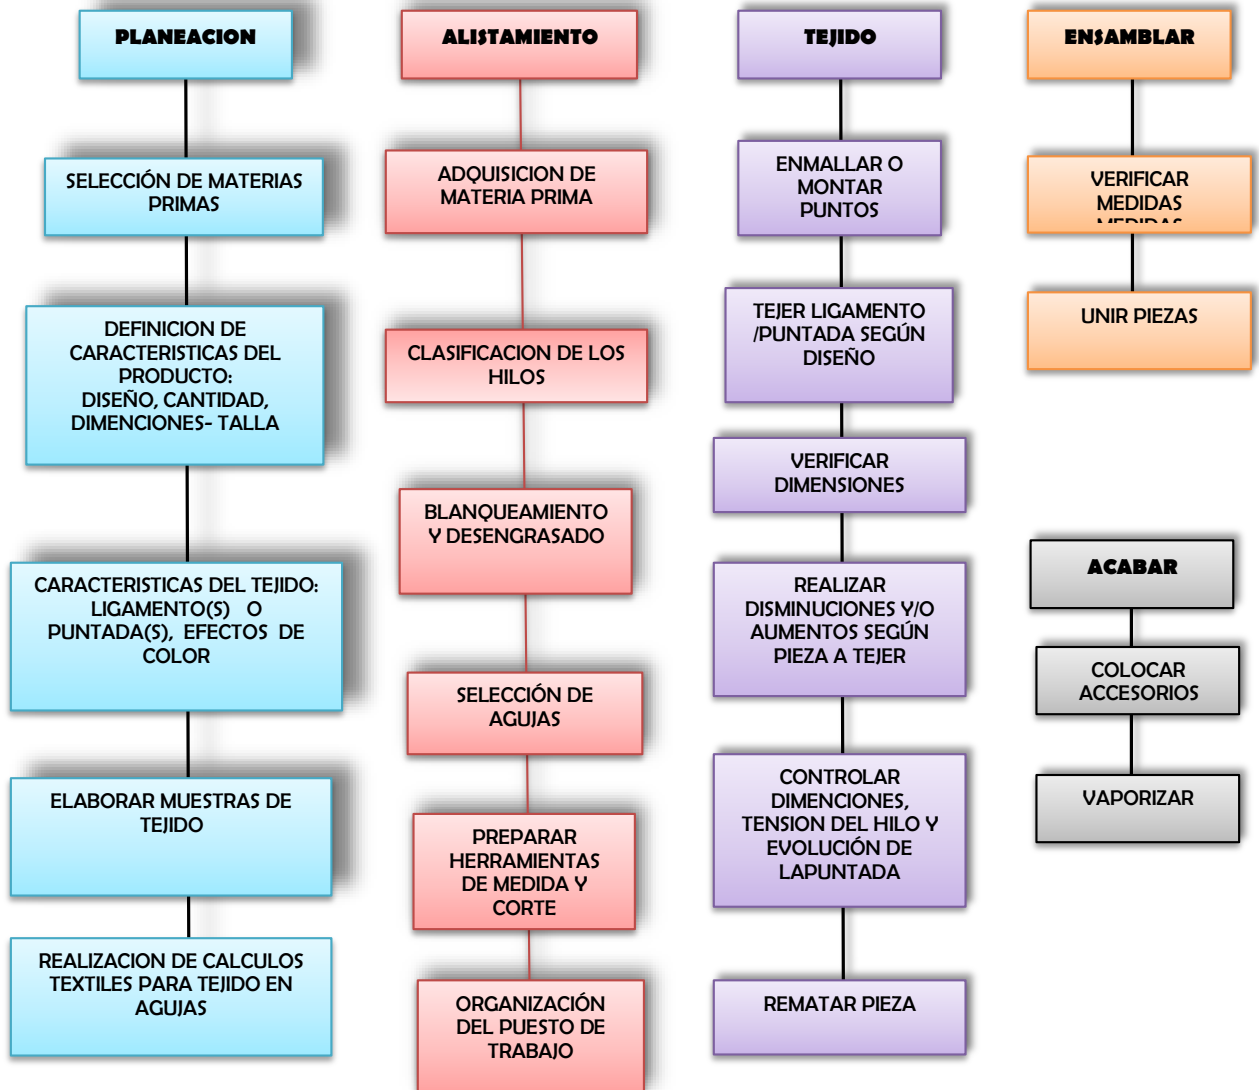 PLANEACION
SELECCIÓN DE MATERIAS
PRIMAS
DEFINICION DE
CARACTERISTICAS DEL
PRODUCTO:
DISEÑO, CANTIDAD,
DIMENCIONES- TALLA
CARACTERISTICAS DEL TEJIDO:
LIGAMENTO(S) O
PUNTADA(S), EFECTOS DE
COLOR
ELABORAR MUESTRAS DE
TEJIDO
REALIZACION DE CALCULOS
TEXTILES PARA TEJIDO EN
AGUJAS
ALISTAMIENTO
ADQUISICION DE
MATERIA PRIMA
CLASIFICACION DE LOS
HILOS
BLANQUEAMIENTO
Y DESENGRASADO
SELECCIÓN DE
AGUJAS
PREPARAR
HERRAMIENTAS
DE MEDIDA Y
CORTE
ORGANIZACIÓN
DEL PUESTO DE
TRABAJO
TEJIDO
ENMALLAR O
MONTAR
PUNTOS
TEJER LIGAMENTO
/PUNTADA SEGÚN
DISEÑO
VERIFICAR
DIMENSIONES
REALIZAR
DISMINUCIONES Y/O
AUMENTOS SEGÚN
PIEZA A TEJER
CONTROLAR
DIMENCIONES,
TENSION DEL HILO Y
EVOLUCIÓN DE
LAPUNTADA
REMATAR PIEZA
ENSAMBLAR
VERIFICAR
MEDIDAS
MEDIDAS
UNIR PIEZAS
ACABAR
COLOCAR
ACCESORIOS
VAPORIZAR